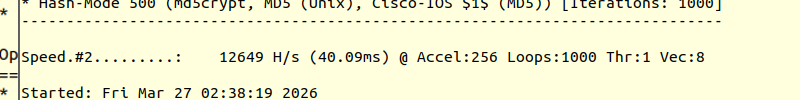 * Hash-Mode 500 (md5crypt, MD5 (Unix), Cisco-IOS $1$ (MD5)) [Iterations: 1000]
--------------------------------------------------------------------------------
*
Speed.#2.........:    12649 H/s (40.09ms) @ Accel:256 Loops:1000 Thr:1 Vec:8
Op
==
* Started: Fri Mar 27 02:38:19 2026